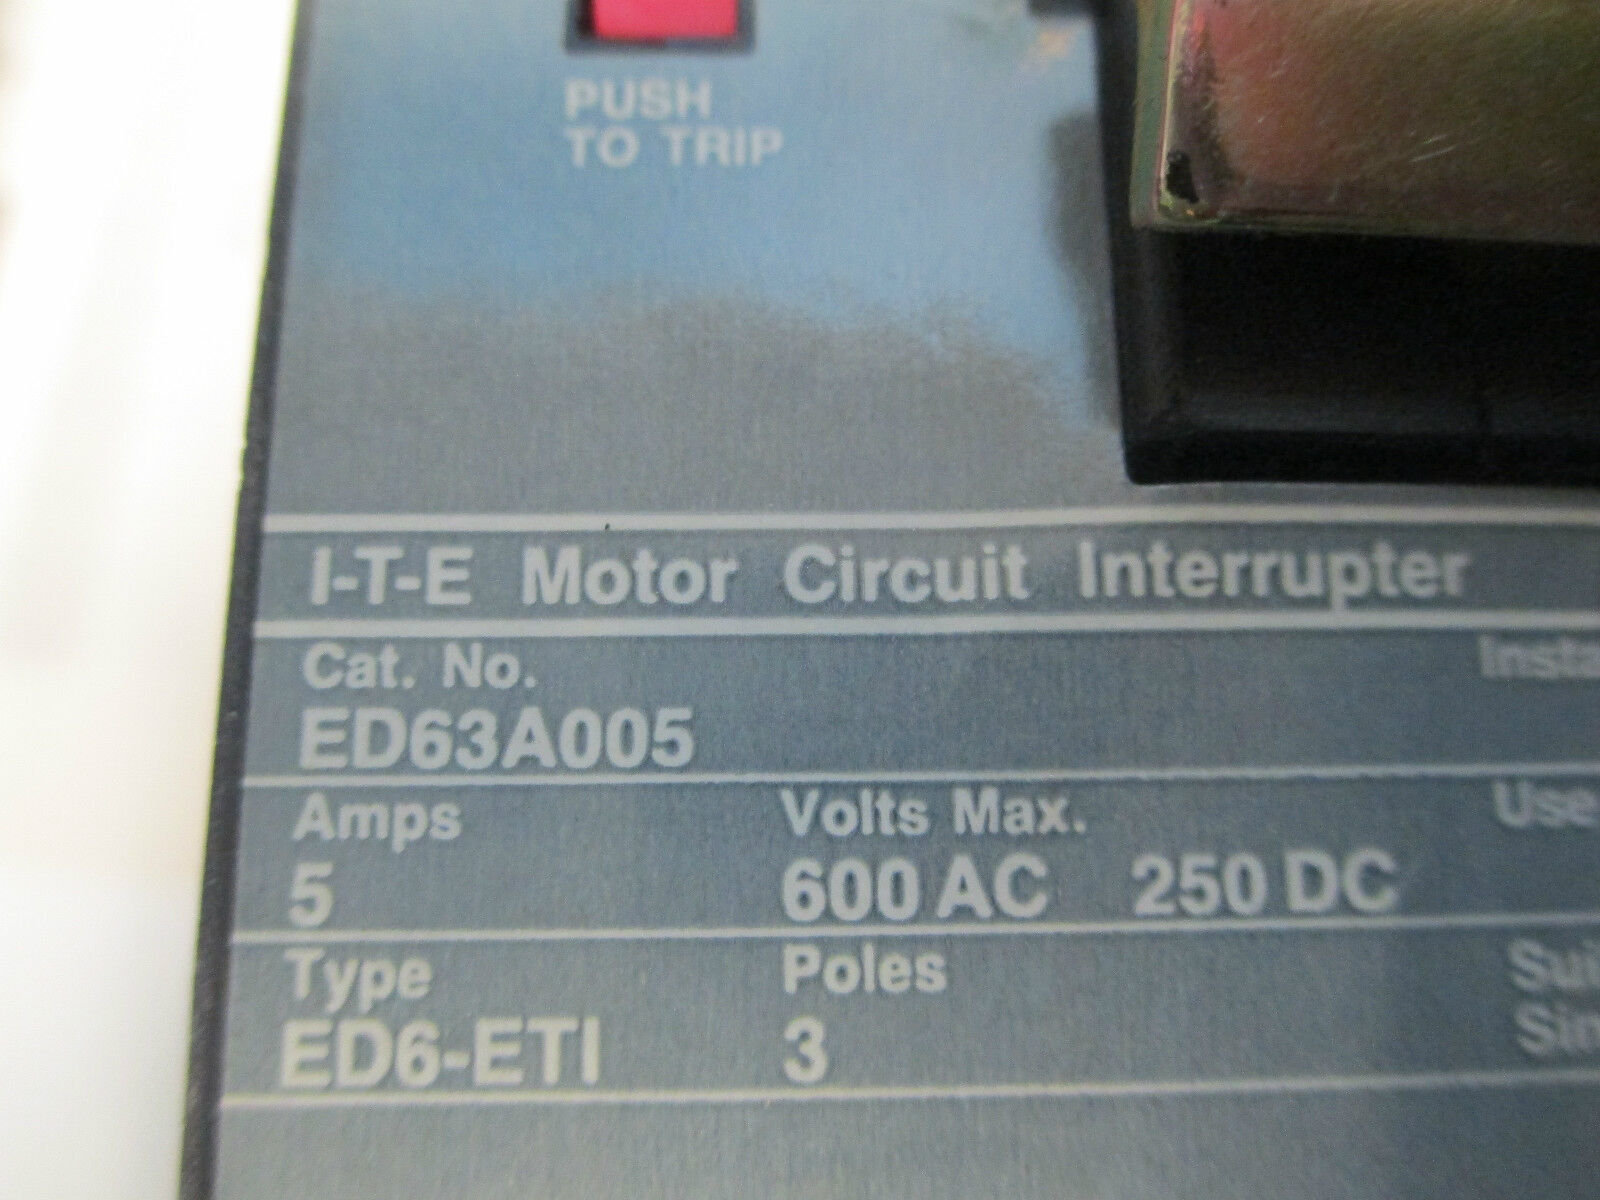 PUSH
TO TRIP
I-T-E Motor Circuit Interrupter
Cat. No.
ED63A005
Amps
Volts Max.
Use
5
600 AC 250 DC
Type
Poles
ED6-ETI
3